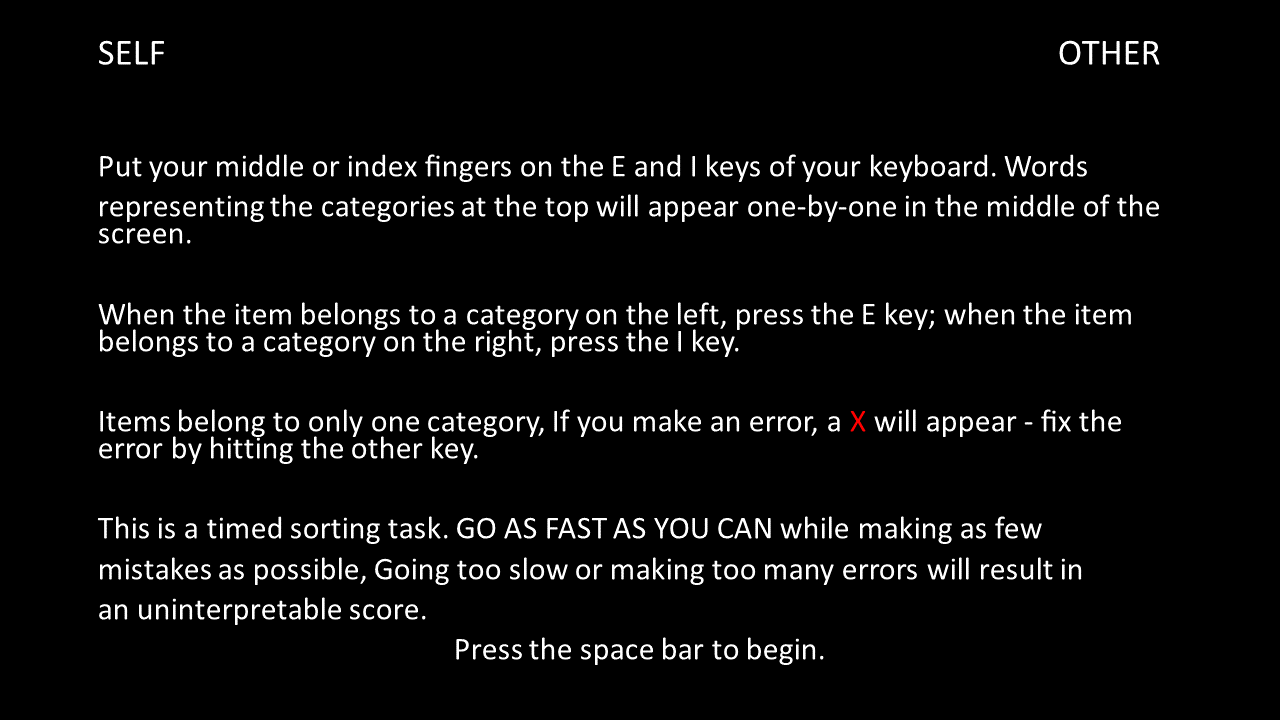 SELF OTHER
Put your middle or index fingers on the E and I keys of your keyboard. Words
representing the categories at the top will appear one-by-one in the middle of the
screen.
When the item belongs to a category on the left, press the E key; when the item
belongs to a category on the right, press the I key.
Items belong to only one category, If you make an error, a X will appear - fix the
error by hitting the other key.
This is a timed sorting task. GO AS FAST AS YOU CAN while making as few
mistakes as possible, Going too slow or making too many errors will result in
an uninterpretable score.
Press the space bar to begin.